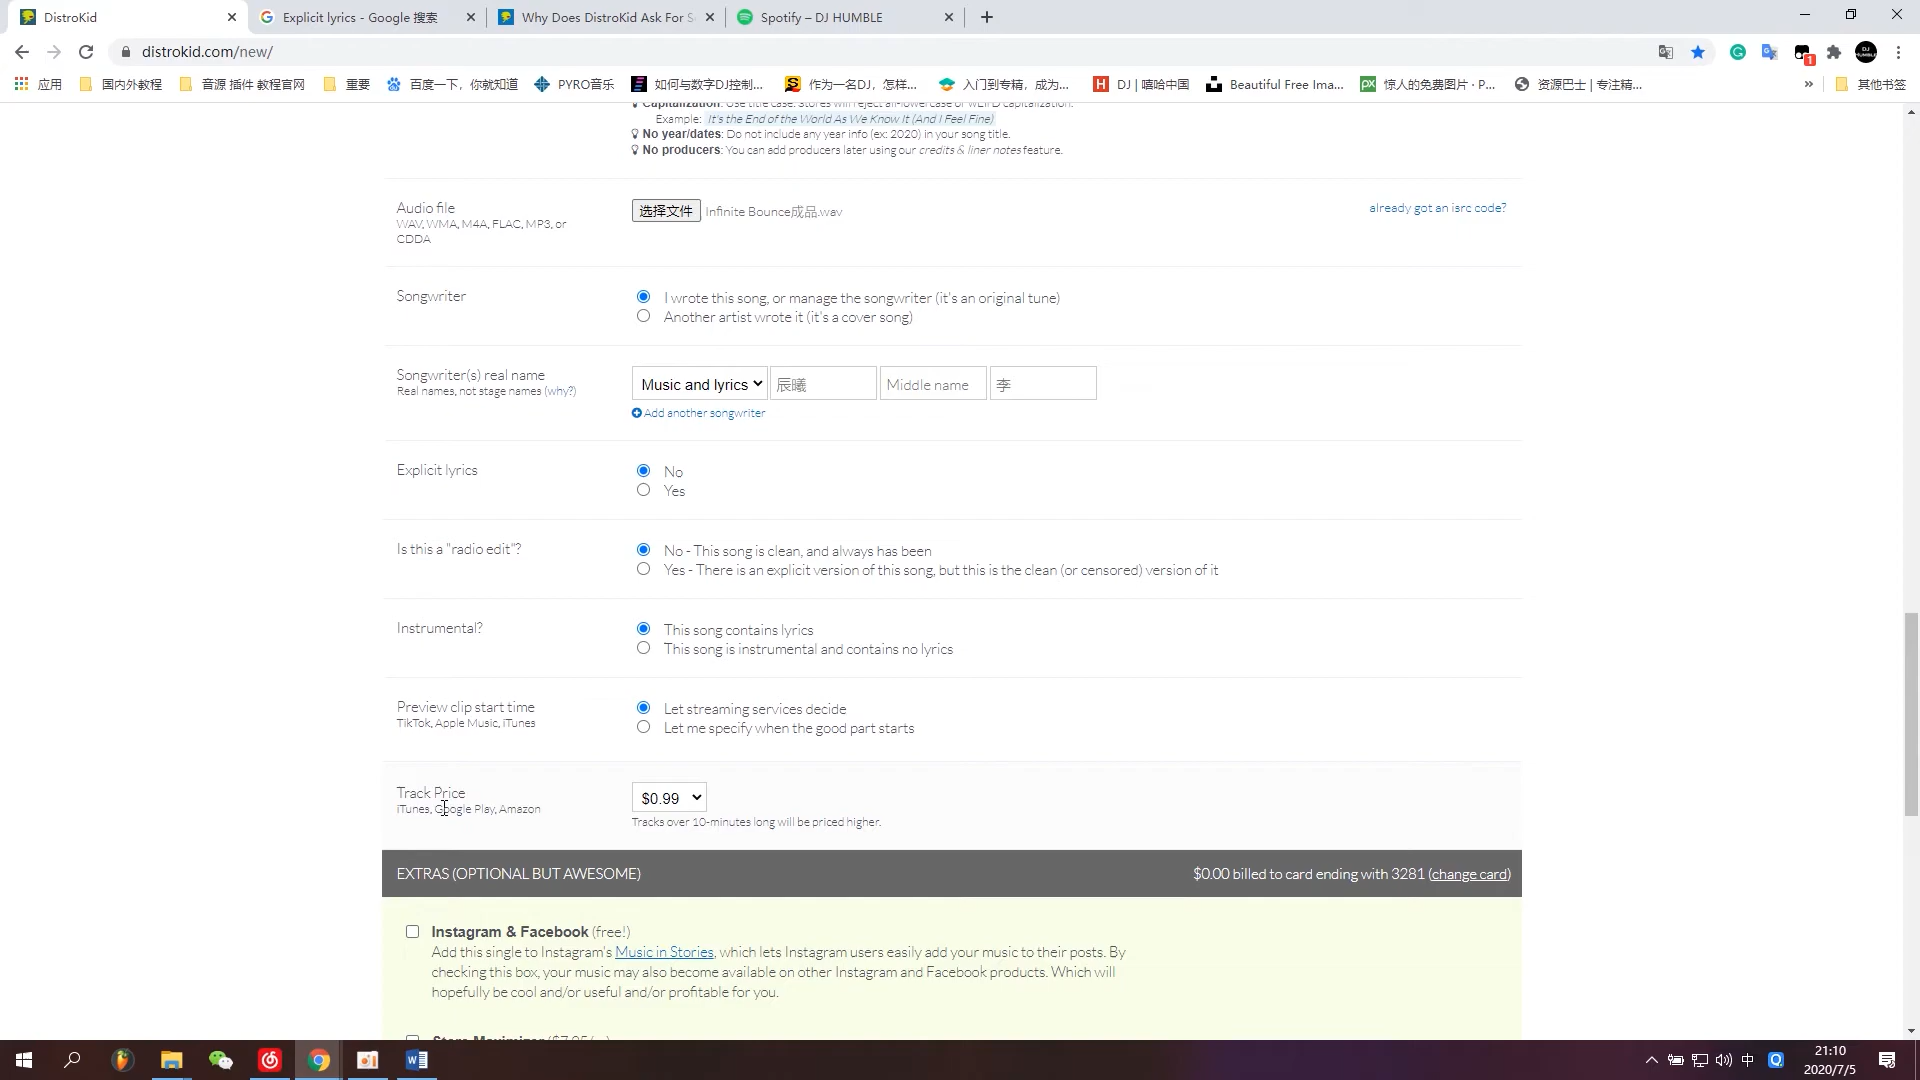 DistroKid
Explicit lyrics - Google 搜索
Why Does DistroKid Ask For S
Spotify – DJ HUMBLE
distrokid.com/new/
应用
国内外教程
音源 插件 教程官网
重要
百度一下，你就知道
PYRO音乐
如何与数字DJ控制...
作为一名DJ，怎样...
入门到专精，成为...
DJ | 嘻哈中国
Beautiful Free Ima...
惊人的免费图片 · P...
资源巴士 | 专注精...
»
其他书签
Capitalization: Use title case. Stores will reject all-lowercase or wEIrD capitalization.
Example: It's the End of the World As We Know It (And I Feel Fine)
No year/dates: Do not include any year info (ex: 2020) in your song title.
No producers: You can add producers later using our credits & liner notes feature.
Audio file
WAV, WMA, M4A, FLAC, MP3, or
CDDA
选择文件 Infinite Bounce成品.wav
already got an isrc code?
Songwriter
I wrote this song, or manage the songwriter (it's an original tune)
Another artist wrote it (it's a cover song)
Songwriter(s) real name
Real names, not stage names (why?)
Music and lyrics 辰曦 Middle name 李
Add another songwriter
Explicit lyrics
No
Yes
Is this a "radio edit"?
No - This song is clean, and always has been
Yes - There is an explicit version of this song, but this is the clean (or censored) version of it
Instrumental?
This song contains lyrics
This song is instrumental and contains no lyrics
Preview clip start time
TikTok, Apple Music, iTunes
Let streaming services decide
Let me specify when the good part starts
Track Price
iTunes, Google Play, Amazon
$0.99
Tracks over 10-minutes long will be priced higher.
EXTRAS (OPTIONAL BUT AWESOME)
$0.00 billed to card ending with 3281 (change card)
Instagram & Facebook (free!)
Add this single to Instagram's Music in Stories, which lets Instagram users easily add your music to their posts. By
checking this box, your music may also become available on other Instagram and Facebook products. Which will
hopefully be cool and/or useful and/or profitable for you.
中
21:10
2020/7/5